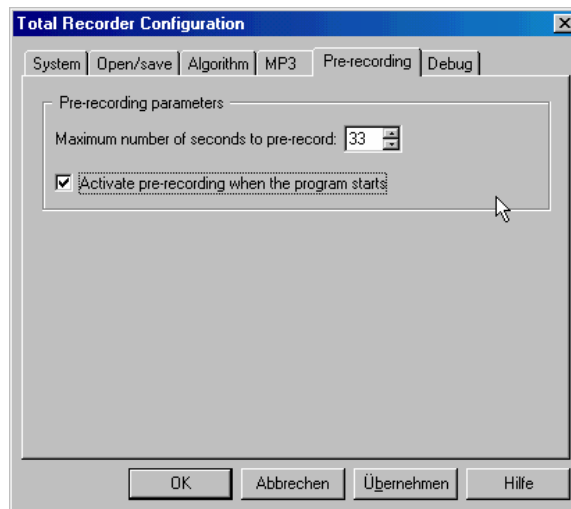 Total Recorder Configuration
System Open/save Algorithm MP3 Pre-recording Debug
Pre-recording parameters
Maximum number of seconds to pre-record: 33
Activate pre-recording when the program starts
OK Abbrechen Übernehmen Hilfe